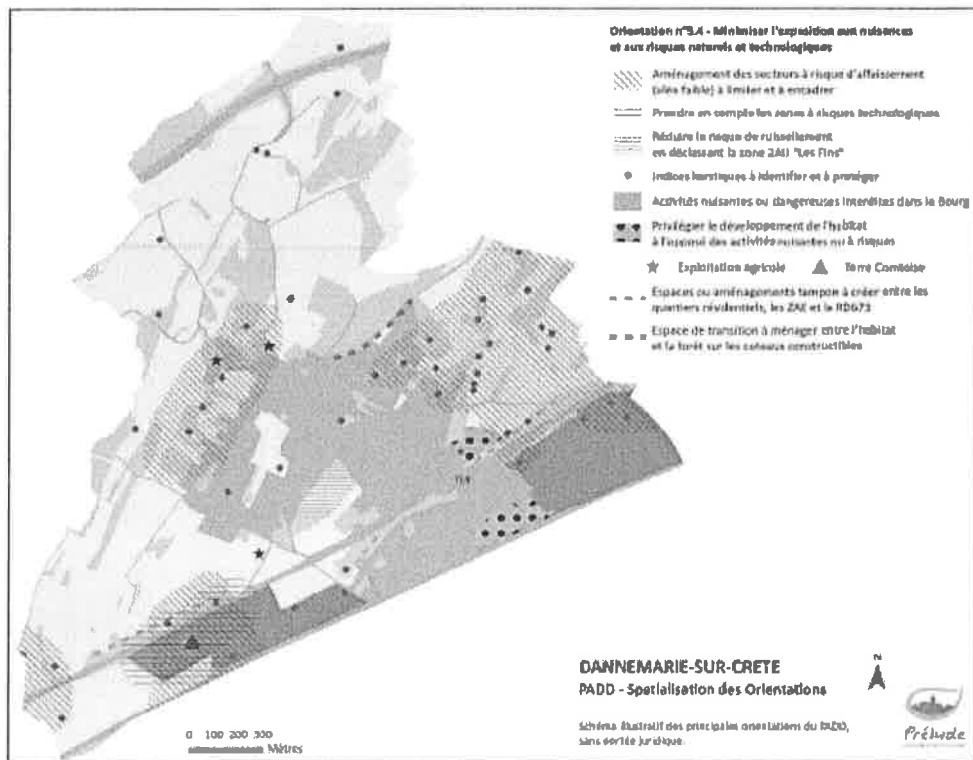 Orientation n°3.4 - Minimiser l'exposition aux nuisances
et aux risques naturels et technologiques
Aménagement des secteurs à risque d'affaissement
(aléa faible) à limiter et à encadrer
Prendre en compte les zones à risques technologiques
Réduire le risque de ruissellement
en déclassant la zone 2AU "Les Fins"
Indices karstiques à identifier et à protéger
Activités nuisantes ou dangereuses interdites dans le Bourg
Privilégier le développement de l'habitat
à l'opposé des activités nuisantes ou à risques
Exploitation agricole
Terre Comtoise
Espaces ou aménagements tampon à créer entre les
quartiers résidentiels, les ZAE et la RD673
Espace de transition à ménager entre l'habitat
et la forêt sur les coteaux constructibles
N
DANNEMARIE-SUR-CRETE
PADD - Spatialisation des Orientations
Schéma illustratif des principales orientations du PADD,
sans portée juridique.
Prélude
0 100 200 300
Mètres